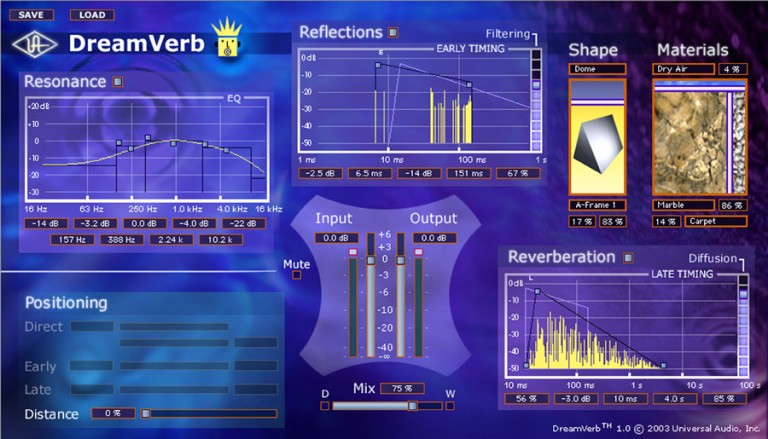 SAVE LOAD
UA
DreamVerb
Resonance
EQ
+20 dB
+10
0
-10
-20
-30
16 Hz 63 Hz 250 Hz 1.0 kHz 4.0 kHz 16 kHz
-14 dB -3.2 dB 0.0 dB -4.0 dB -22 dB
157 Hz 388 Hz 2.24 k 10.2 k
Positioning
Direct
Early
Late
Distance 0 %
Reflections Filtering
EARLY TIMING
E
0 dB
-10
-20
-30
-40
-50
1 ms 10 ms 100 ms 1 s
-2.5 dB 6.5 ms -14 dB 151 ms 67 %
Input Output
0.0 dB 0.0 dB
+6
+3
0
-3
-6
-12
-20
-40
-∞
Mute
Mix 75 %
D W
Shape Materials
Dome Dry Air 4 %
A-Frame 1 Marble 86 %
17 % 83 % 14 % Carpet
Reverberation Diffusion
LATE TIMING
L
0 dB
-10
-20
-30
-40
-50
10 ms 100 ms 1 s 10 s 100 s
56 % -3.0 dB 10 ms 4.0 s 85 %
DreamVerb™ 1.0 © 2003 Universal Audio, Inc.